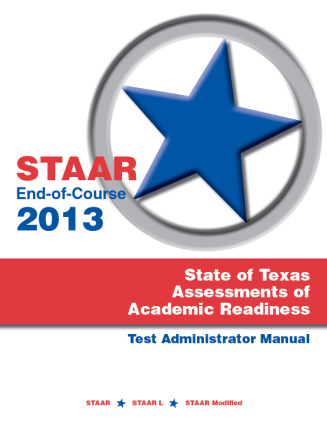 STAAR
End-of-Course
2013
State of Texas
Assessments of
Academic Readiness
Test Administrator Manual
STAAR ★ STAAR L ★ STAAR Modified